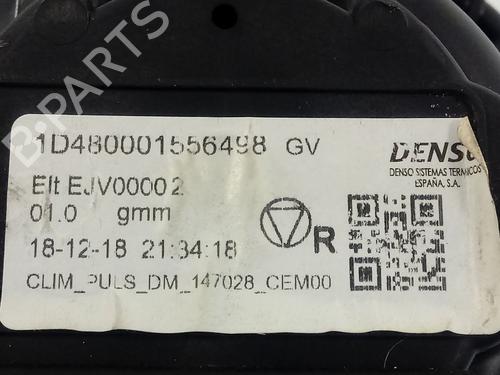 B-PARTS
1D480001556498 GV
DENSO
DENSO SISTEMAS TERMICOS
ESPAÑA, S.A.
Elt EJV00002
01.0 gmm
R
18-12-18 21:34:18
CLIM_PULS_DM_147028_CEM00